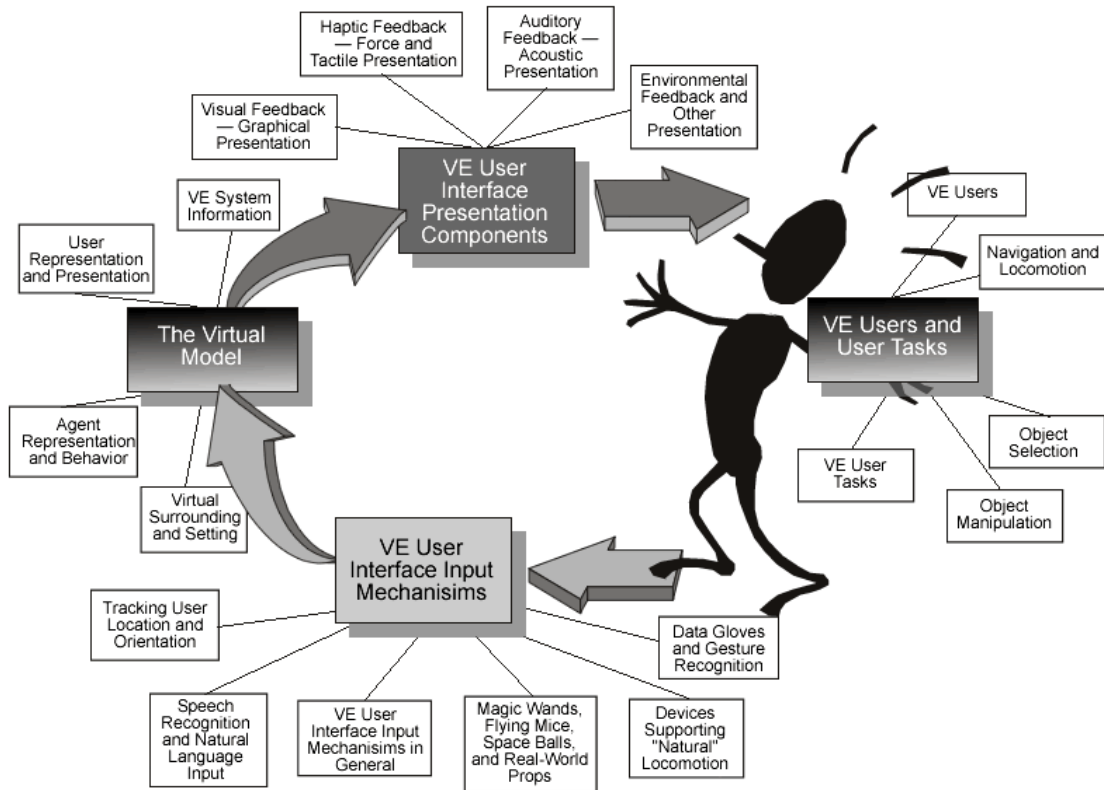 Haptic Feedback
— Force and
Tactile Presentation
Auditory
Feedback —
Acoustic
Presentation
Visual Feedback
— Graphical
Presentation
Environmental
Feedback and
Other
Presentation
VE User
Interface
Presentation
Components
VE System
Information
User
Representation
and Presentation
The Virtual
Model
Agent
Representation
and Behavior
Virtual
Surrounding
and Setting
VE Users
Navigation and
Locomotion
VE Users and
User Tasks
Object
Selection
VE User
Tasks
Object
Manipulation
VE User
Interface Input
Mechanisims
Tracking User
Location and
Orientation
Data Gloves
and Gesture
Recognition
Speech
Recognition
and Natural
Language
Input
VE User
Interface Input
Mechanisims in
General
Magic Wands,
Flying Mice,
Space Balls,
and Real-World
Props
Devices
Supporting
"Natural"
Locomotion